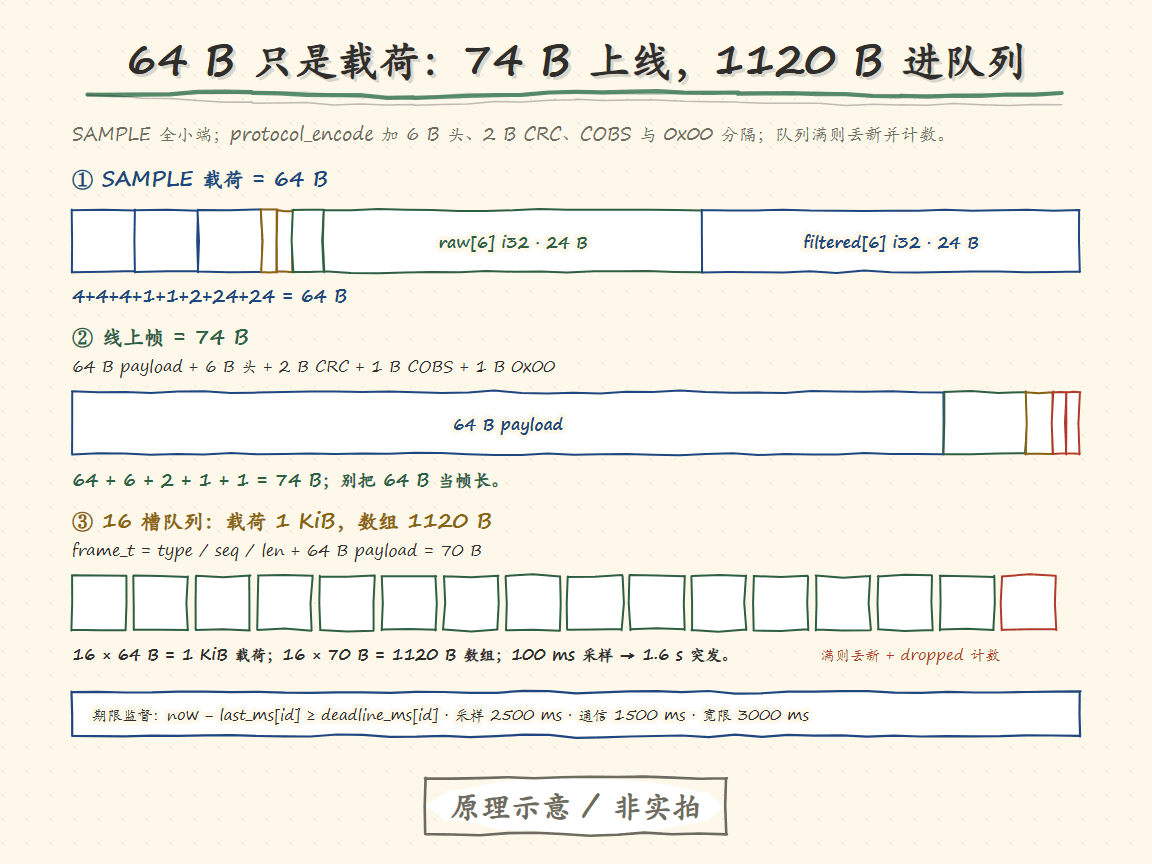 64 B 只是载荷：74 B 上线，1120 B 进队列
SAMPLE 全小端；protocol_encode 加 6 B 头、2 B CRC、COBS 与 0x00 分隔；队列满则丢新并计数。
① SAMPLE 载荷 = 64 B
raw[6] i32 · 24 B
filtered[6] i32 · 24 B
4+4+4+1+1+2+24+24 = 64 B
② 线上帧 = 74 B
64 B payload + 6 B 头 + 2 B CRC + 1 B COBS + 1 B 0x00
64 B payload
64 + 6 + 2 + 1 + 1 = 74 B；别把 64 B 当帧长。
③ 16 槽队列：载荷 1 KiB，数组 1120 B
frame_t = type / seq / len + 64 B payload = 70 B
16 × 64 B = 1 KiB 载荷；16 × 70 B = 1120 B 数组；100 ms 采样 → 1.6 s 突发。
满则丢新 + dropped 计数
期限监督：now − last_ms[id] ≥ deadline_ms[id] · 采样 2500 ms · 通信 1500 ms · 宽限 3000 ms
原理示意 / 非实拍